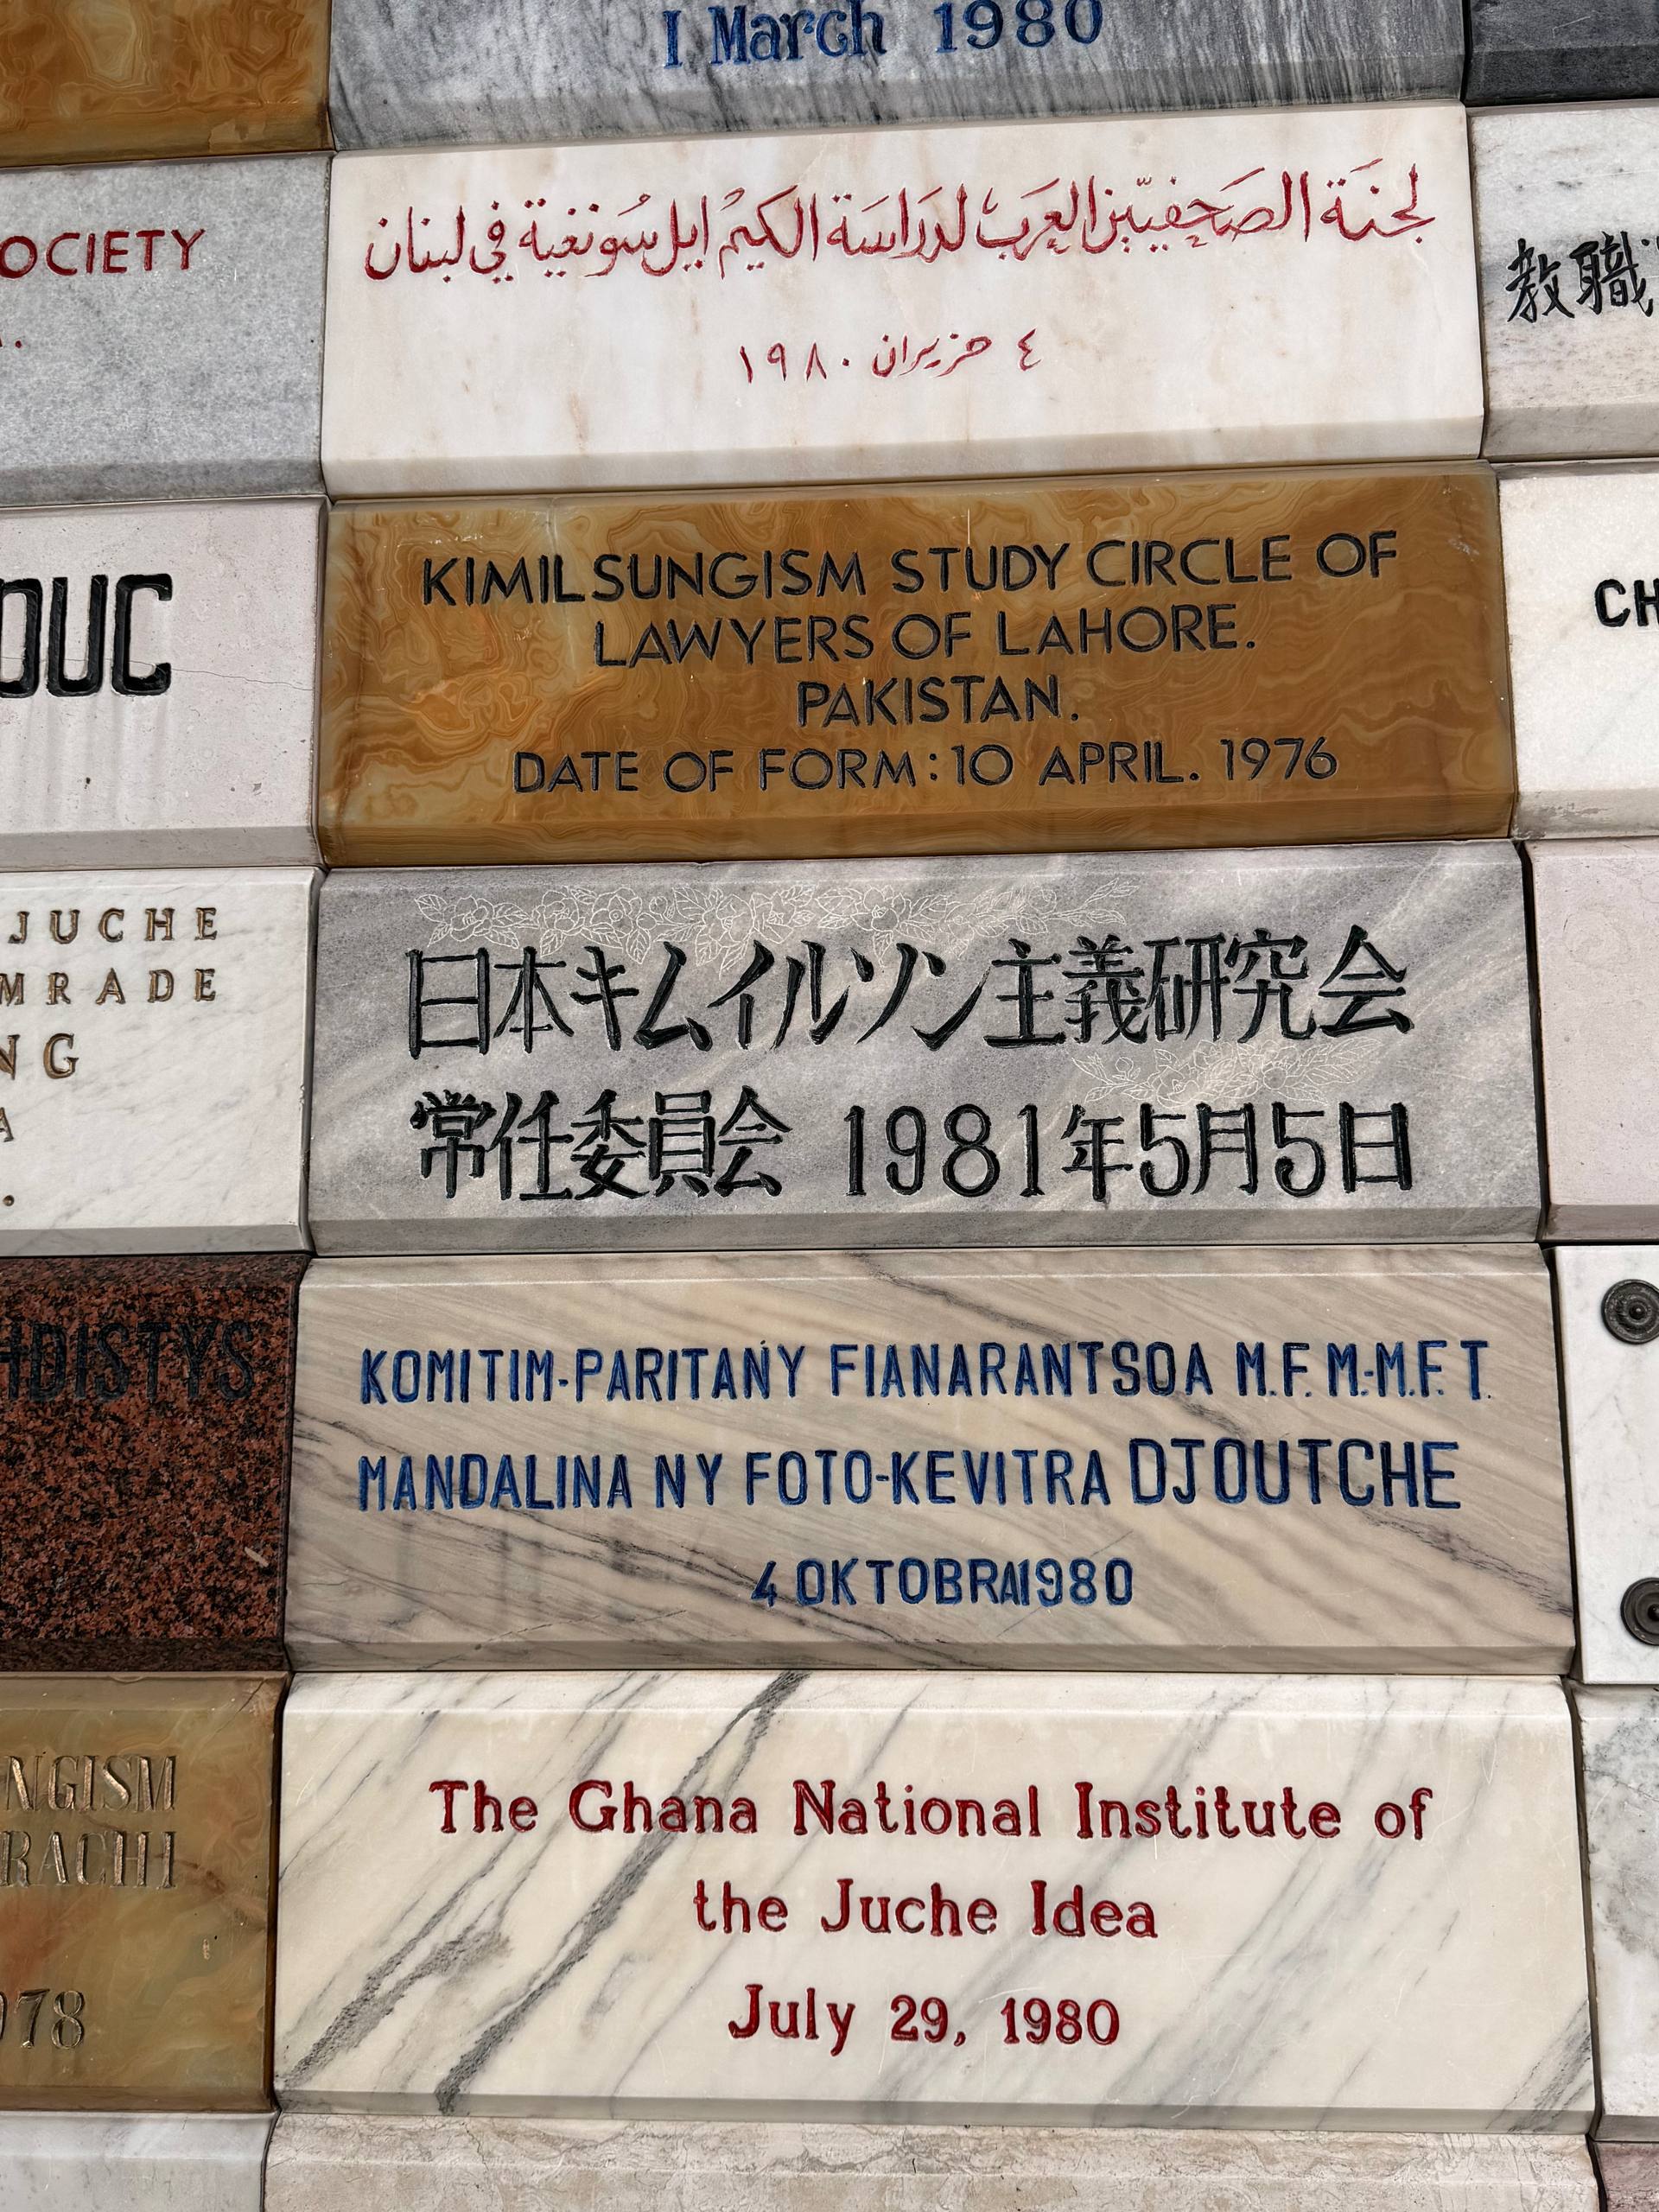 1 March 1980
OCIETY
لجنة الصحفيين العرب لدراسة الكيم ايل سونغية في لبنان
٤ حزيران ١٩٨٠
教職
KIMILSUNGISM STUDY CIRCLE OF
LAWYERS OF LAHORE.
PAKISTAN.
DATE OF FORM: 10 APRIL. 1976
DUC
CH
JUCHE
MRADE
NG
A
日本キムイルソン主義研究会
常任委員会 1981年5月5日
HDISTYS
KOMITIM-PARITANY FIANARANTSOA M.F.M.-M.F.T.
MANDALINA NY FOTO-KEVITRA DJOUTCHE
4 OKTOBRA 1980
NGISM
RACHI
978
The Ghana National Institute of
the Juche Idea
July 29, 1980